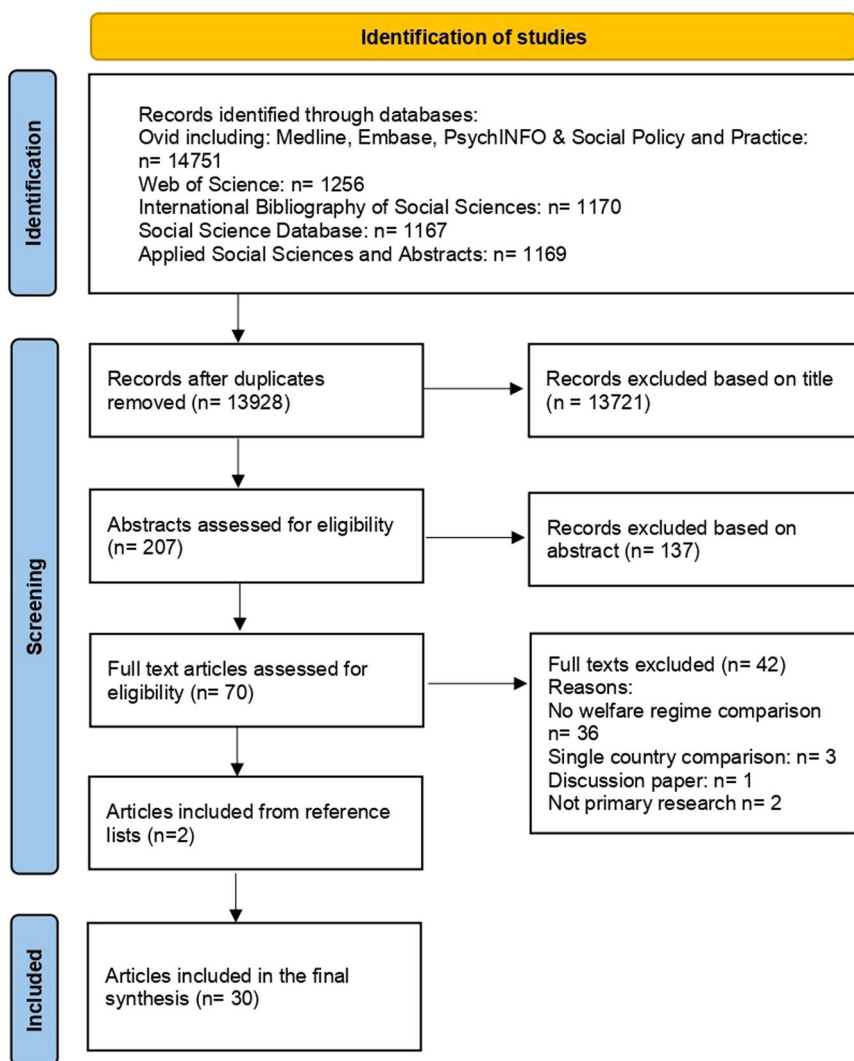 Identification of studies
Identification
Records identified through databases:
Ovid including: Medline, Embase, PsychINFO & Social Policy and Practice:
n= 14751
Web of Science: n= 1256
International Bibliography of Social Sciences: n= 1170
Social Science Database: n= 1167
Applied Social Sciences and Abstracts: n= 1169
Screening
Records after duplicates
removed (n= 13928)
Records excluded based on title
(n = 13721)
Abstracts assessed for eligibility
(n= 207)
Records excluded based on
abstract (n= 137)
Full text articles assessed for
eligibility (n= 70)
Full texts excluded (n= 42)
Reasons:
No welfare regime comparison
n= 36
Single country comparison: n= 3
Discussion paper: n= 1
Not primary research n= 2
Articles included from reference
lists (n=2)
Included
Articles included in the final
synthesis (n= 30)